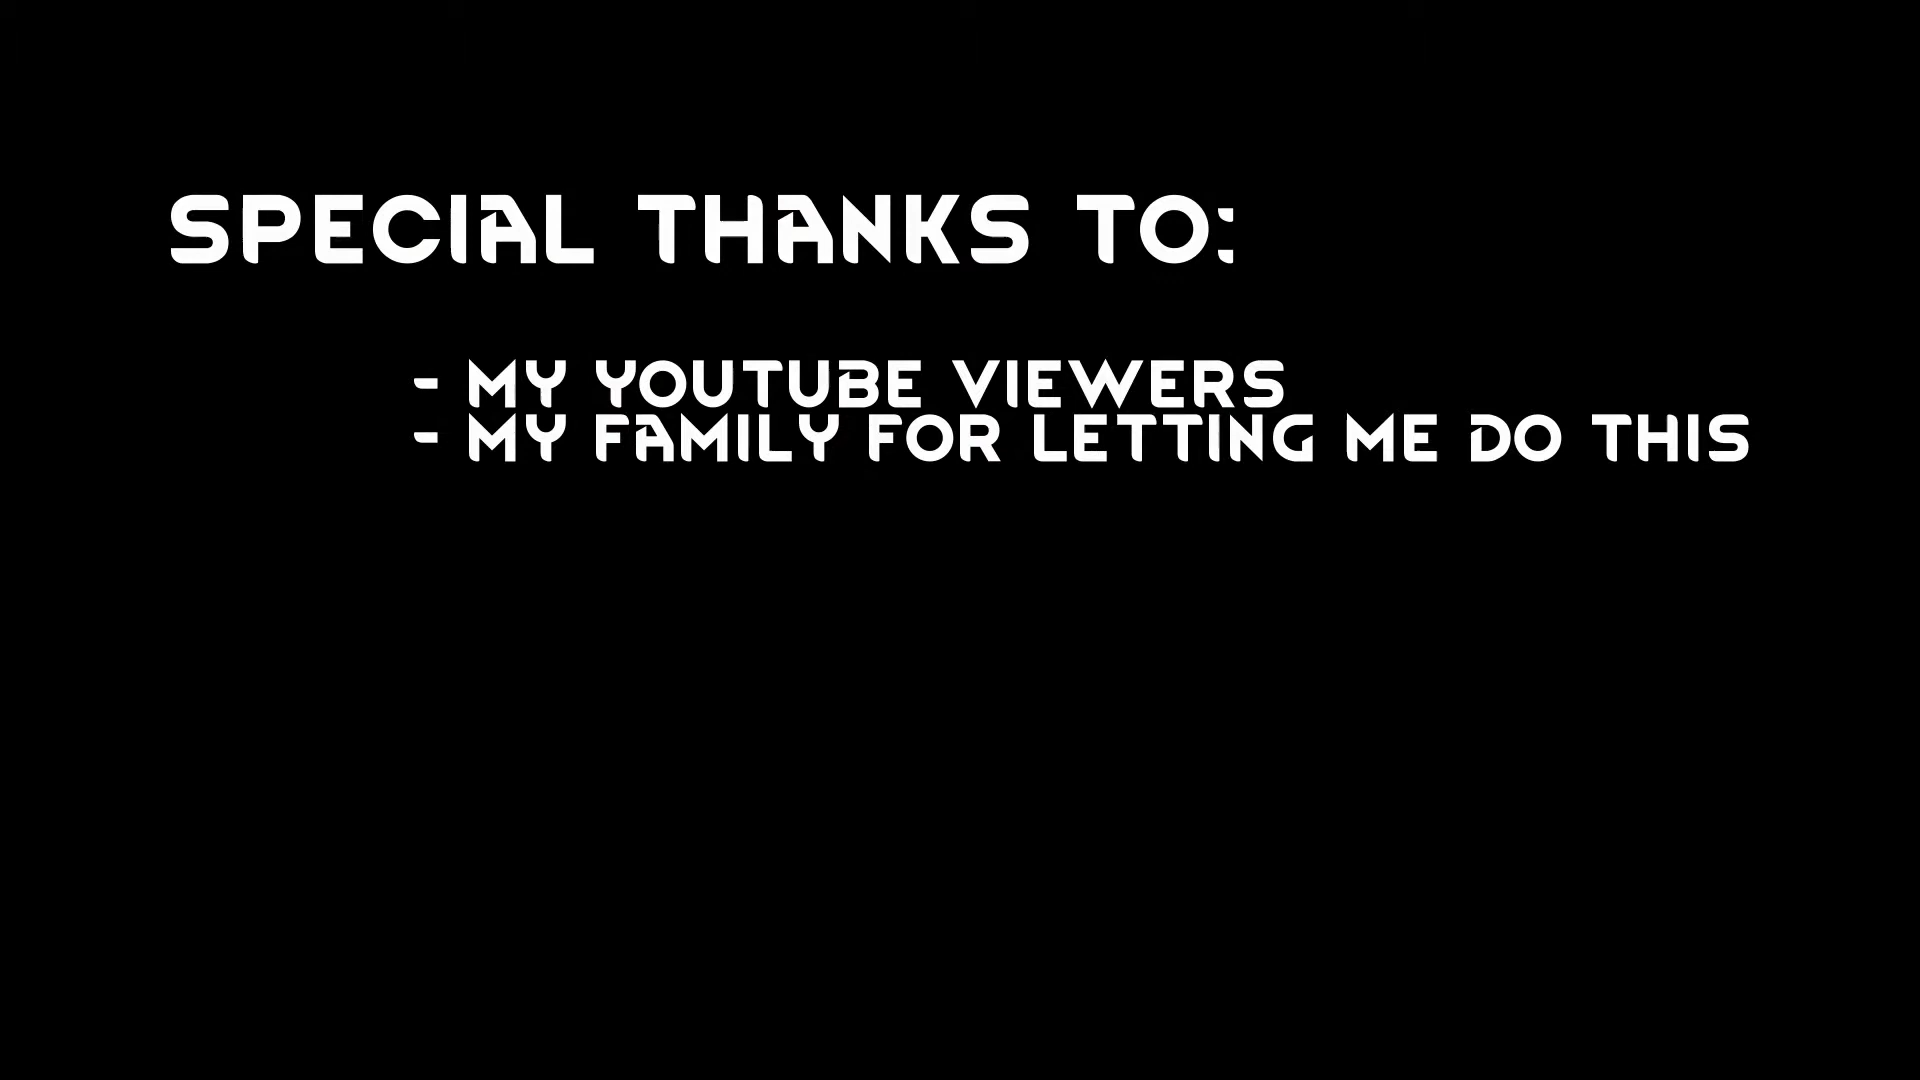 SPECIAL THANKS TO:
- MY YOUTUBE VIEWERS
- MY FAMILY FOR LETTING ME DO THIS